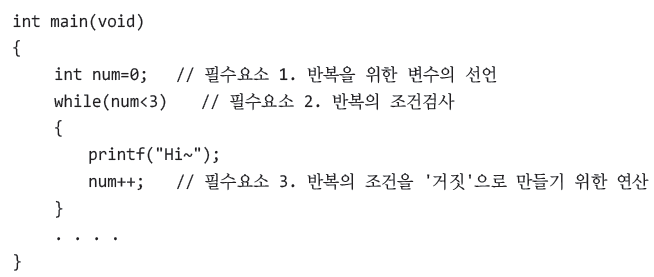 int main(void)
{
    int num=0;   // 필수요소 1. 반복을 위한 변수의 선언
    while(num<3)    // 필수요소 2. 반복의 조건검사
    {
        printf("Hi~");
        num++;   // 필수요소 3. 반복의 조건을 '거짓'으로 만들기 위한 연산
    }
    . . . .
}